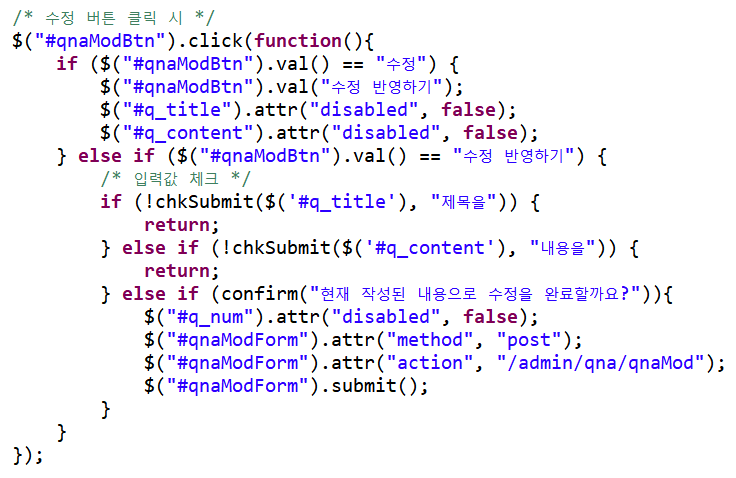 /* 수정 버튼 클릭 시 */
$("#qnaModBtn").click(function(){
    if ($("#qnaModBtn").val() == "수정") {
        $("#qnaModBtn").val("수정 반영하기");
        $("#q_title").attr("disabled", false);
        $("#q_content").attr("disabled", false);
    } else if ($("#qnaModBtn").val() == "수정 반영하기") {
        /* 입력값 체크 */
        if (!chkSubmit($('#q_title'), "제목을")) {
            return;
        } else if (!chkSubmit($('#q_content'), "내용을")) {
            return;
        } else if (confirm("현재 작성된 내용으로 수정을 완료할까요?")){
            $("#q_num").attr("disabled", false);
            $("#qnaModForm").attr("method", "post");
            $("#qnaModForm").attr("action", "/admin/qna/qnaMod");
            $("#qnaModForm").submit();
        }
    }
});